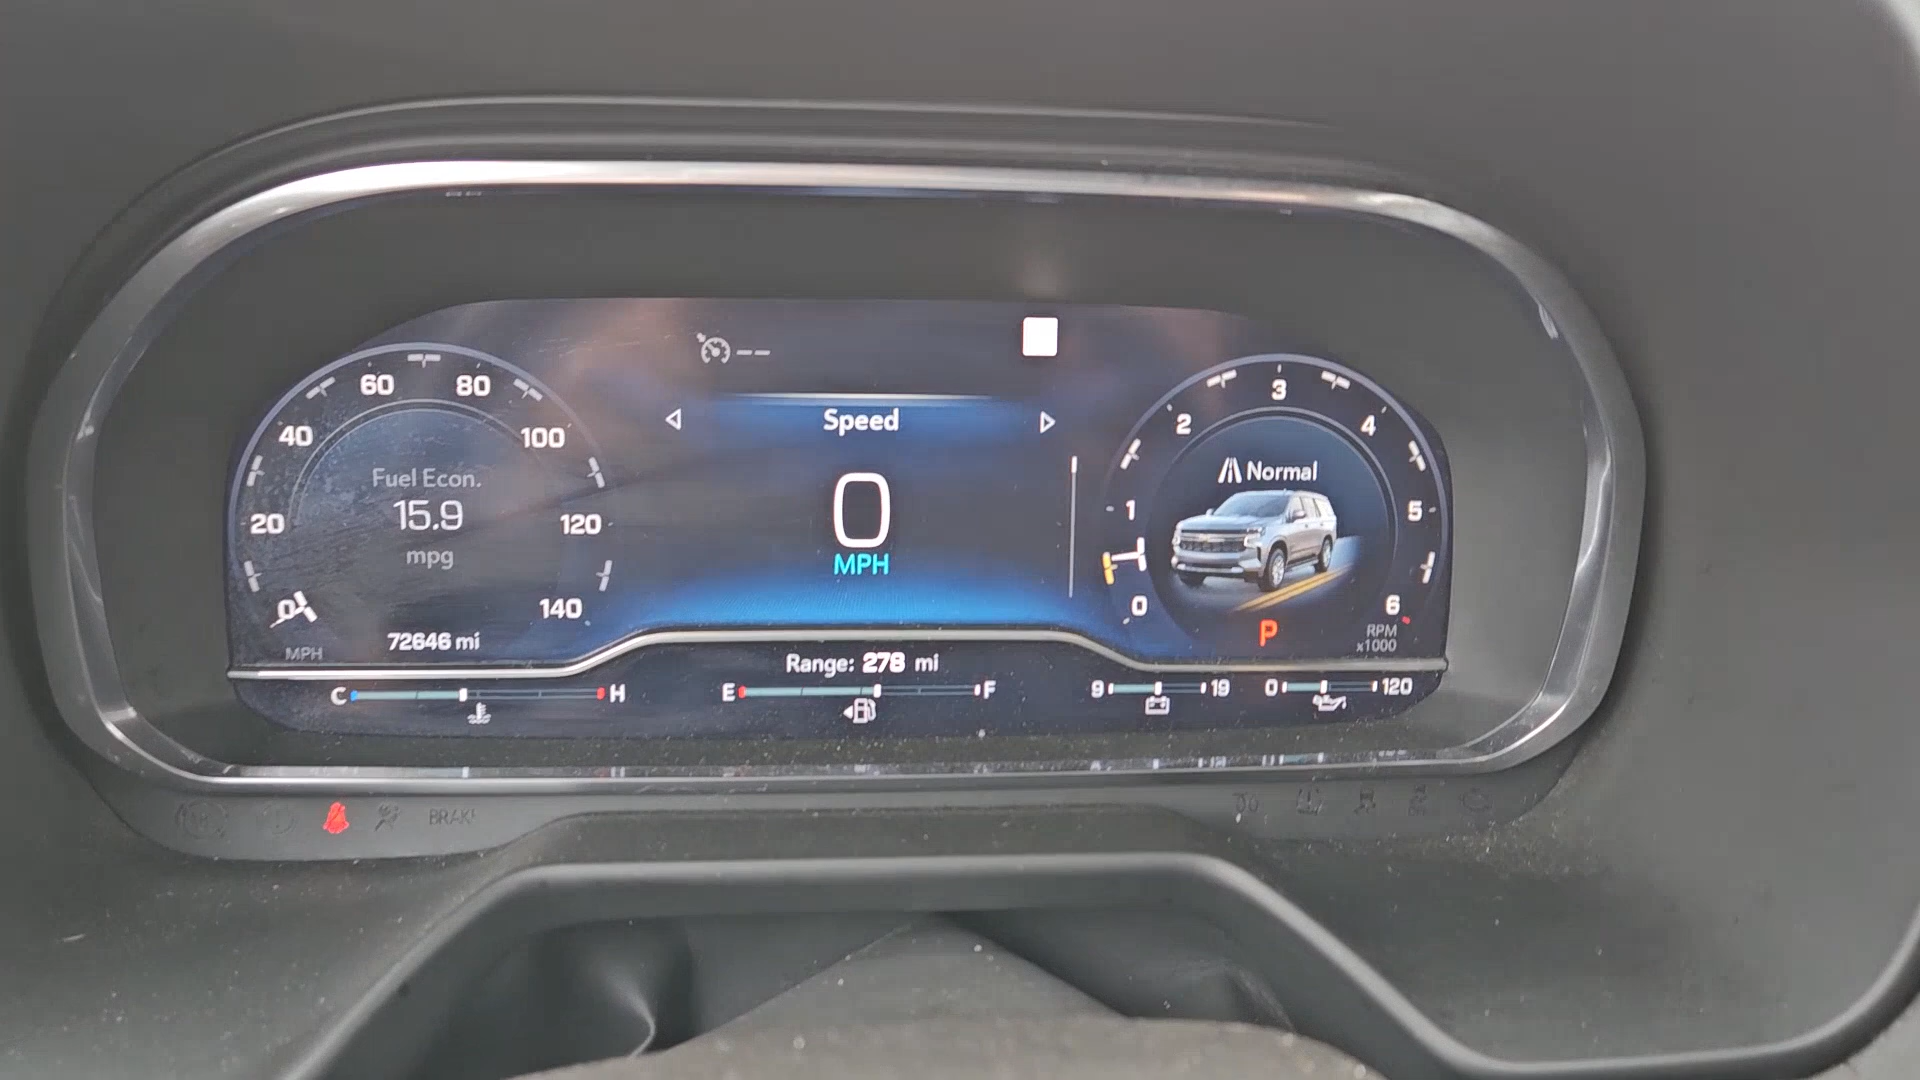 --
60 80
40 100
20 120
0 140
Fuel Econ.
15.9
mpg
MPH
72646 mi
Speed
0
MPH
Range: 278 mi
3
2 4
1 5
0 6
Normal
P
RPM
x1000
C H
E F
9 19
0 120
BRAKE